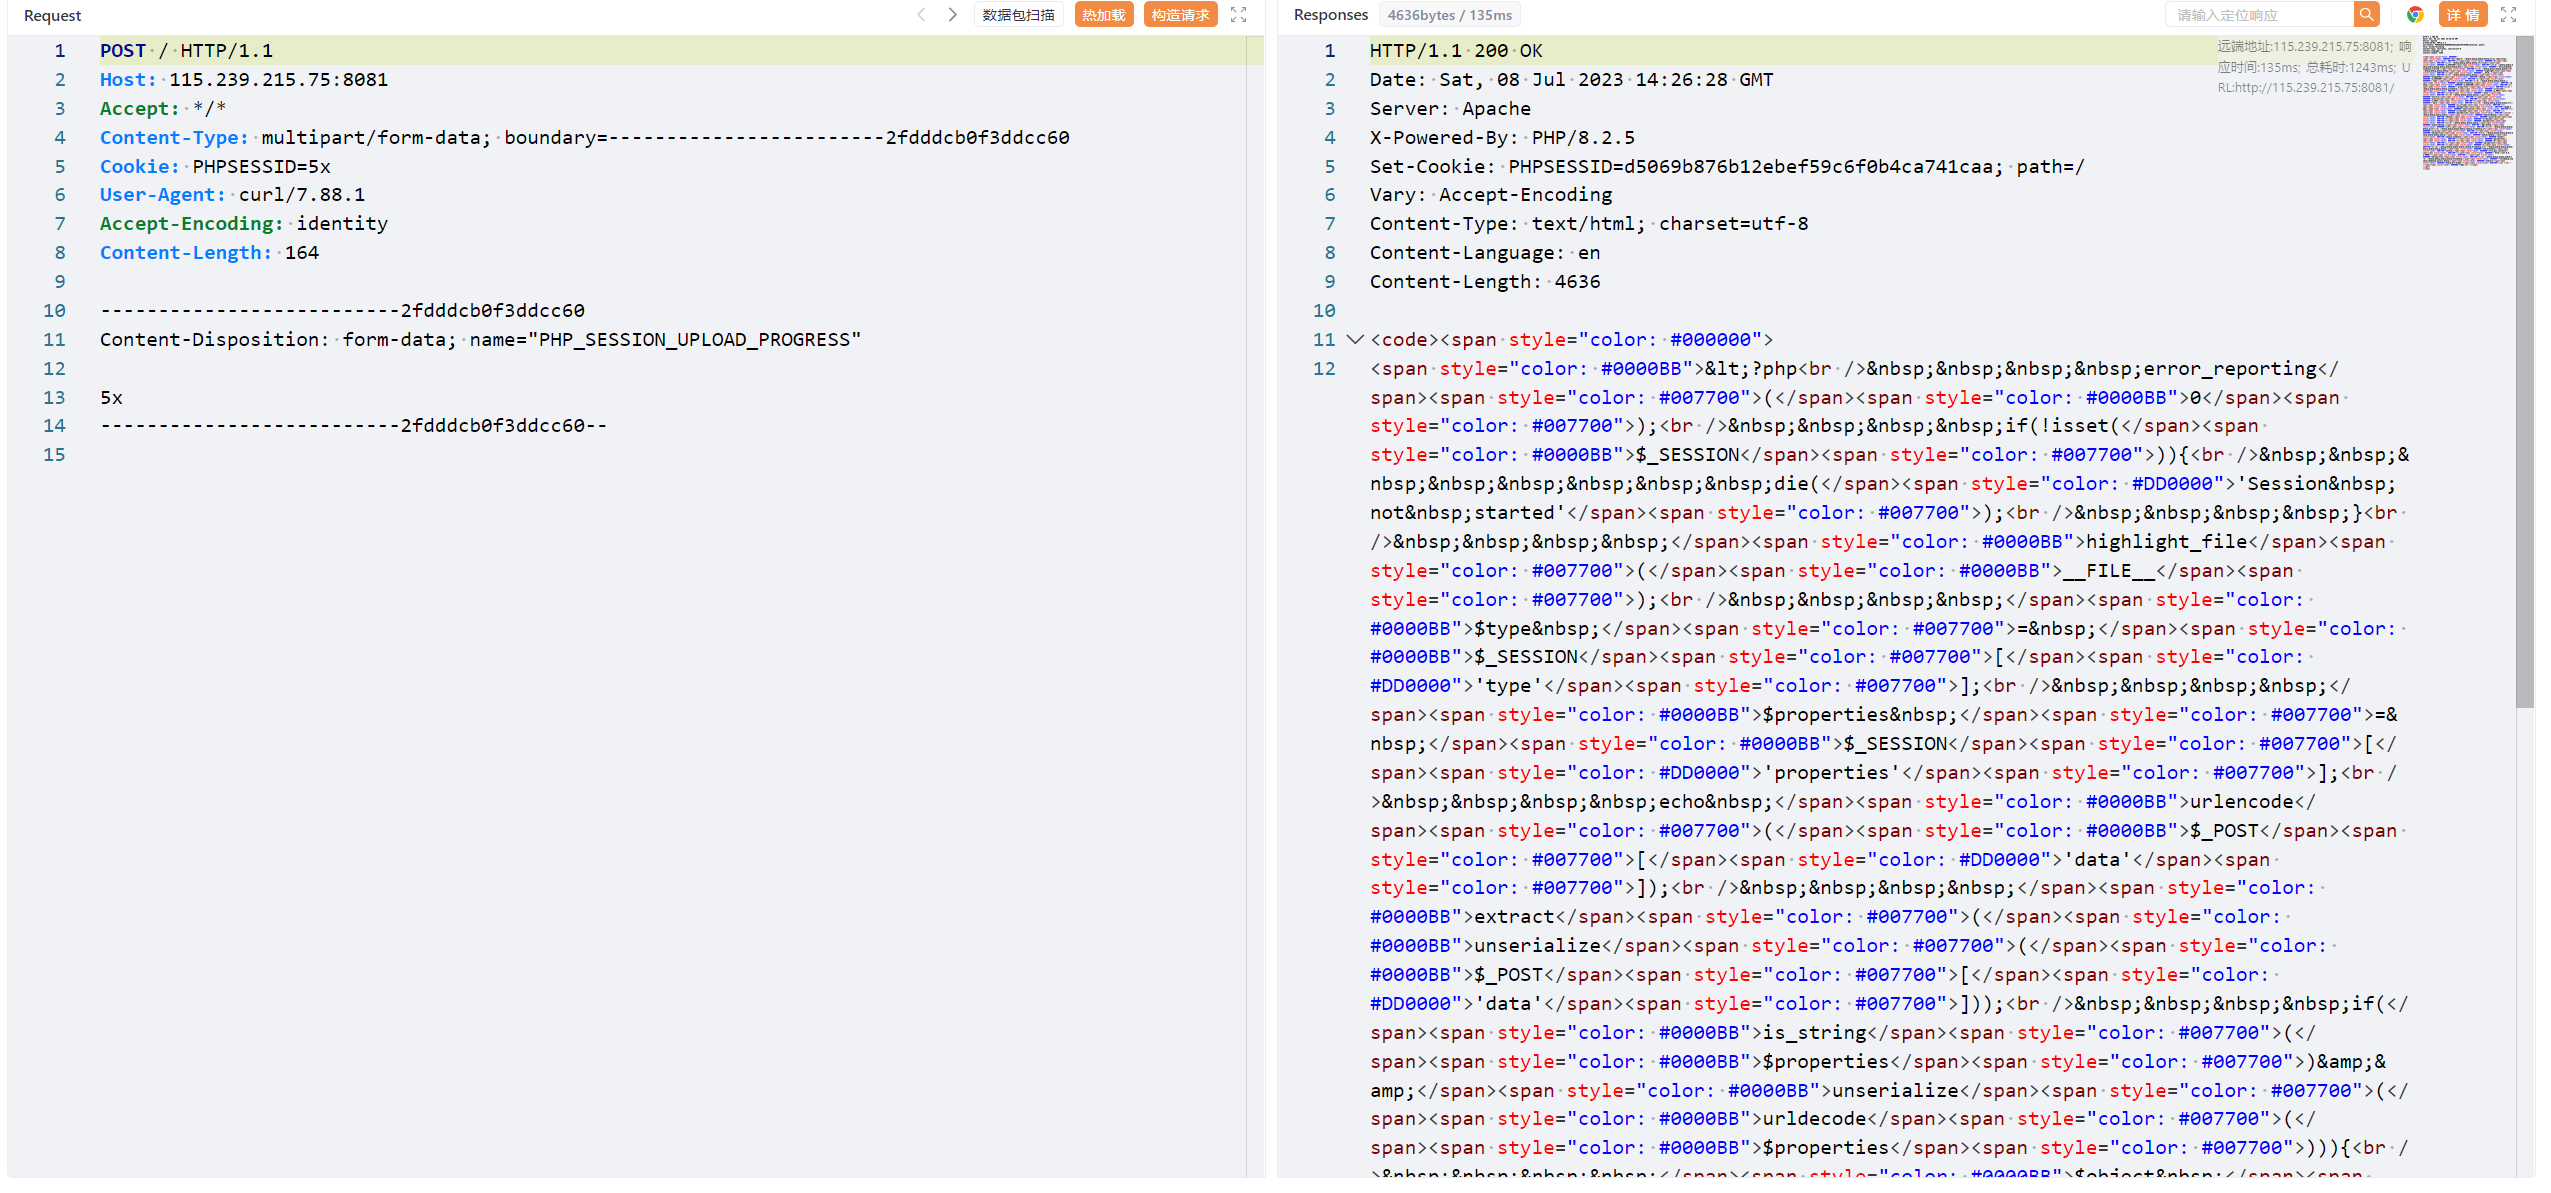 Request
数据包扫描
热加载
构造请求
1 POST / HTTP/1.1
2 Host: 115.239.215.75:8081
3 Accept: */*
4 Content-Type: multipart/form-data; boundary=------------------------2fdddcb0f3ddcc60
5 Cookie: PHPSESSID=5x
6 User-Agent: curl/7.88.1
7 Accept-Encoding: identity
8 Content-Length: 164
9
10 --------------------------2fdddcb0f3ddcc60
11 Content-Disposition: form-data; name="PHP_SESSION_UPLOAD_PROGRESS"
12
13 5x
14 --------------------------2fdddcb0f3ddcc60--
15
Responses
4636bytes / 135ms
请输入定位响应
详 情
远端地址:115.239.215.75:8081; 响
应时间:135ms; 总耗时:1243ms; U
RL:http://115.239.215.75:8081/
1 HTTP/1.1 200 OK
2 Date: Sat, 08 Jul 2023 14:26:28 GMT
3 Server: Apache
4 X-Powered-By: PHP/8.2.5
5 Set-Cookie: PHPSESSID=d5069b876b12ebef59c6f0b4ca741caa; path=/
6 Vary: Accept-Encoding
7 Content-Type: text/html; charset=utf-8
8 Content-Language: en
9 Content-Length: 4636
10
11 <code><span style="color: #000000">
12 <span style="color: #0000BB">&lt;?php<br />&nbsp;&nbsp;&nbsp;&nbsp;error_reporting</
span><span style="color: #007700">(</span><span style="color: #0000BB">0</span><span
style="color: #007700">);<br />&nbsp;&nbsp;&nbsp;&nbsp;if(!isset(</span><span
style="color: #0000BB">$_SESSION</span><span style="color: #007700">)){<br />&nbsp;&nbsp;&
nbsp;&nbsp;&nbsp;&nbsp;&nbsp;&nbsp;die(</span><span style="color: #DD0000">'Session&nbsp;
not&nbsp;started'</span><span style="color: #007700">);<br />&nbsp;&nbsp;&nbsp;&nbsp;}<br
/>&nbsp;&nbsp;&nbsp;&nbsp;</span><span style="color: #0000BB">highlight_file</span><span
style="color: #007700">(</span><span style="color: #0000BB">__FILE__</span><span
style="color: #007700">);<br />&nbsp;&nbsp;&nbsp;&nbsp;</span><span style="color:
#0000BB">$type&nbsp;</span><span style="color: #007700">=&nbsp;</span><span style="color:
#0000BB">$_SESSION</span><span style="color: #007700">[</span><span style="color:
#DD0000">'type'</span><span style="color: #007700">];<br />&nbsp;&nbsp;&nbsp;&nbsp;</
span><span style="color: #0000BB">$properties&nbsp;</span><span style="color: #007700">=&
nbsp;</span><span style="color: #0000BB">$_SESSION</span><span style="color: #007700">[</
span><span style="color: #DD0000">'properties'</span><span style="color: #007700">];<br /
>&nbsp;&nbsp;&nbsp;&nbsp;echo&nbsp;</span><span style="color: #0000BB">urlencode</
span><span style="color: #007700">(</span><span style="color: #0000BB">$_POST</span><span
style="color: #007700">[</span><span style="color: #DD0000">'data'</span><span
style="color: #007700">]);<br />&nbsp;&nbsp;&nbsp;&nbsp;</span><span style="color:
#0000BB">extract</span><span style="color: #007700">(</span><span style="color:
#0000BB">unserialize</span><span style="color: #007700">(</span><span style="color:
#0000BB">$_POST</span><span style="color: #007700">[</span><span style="color:
#DD0000">'data'</span><span style="color: #007700">]));<br />&nbsp;&nbsp;&nbsp;&nbsp;if(</
span><span style="color: #0000BB">is_string</span><span style="color: #007700">(</
span><span style="color: #0000BB">$properties</span><span style="color: #007700">)&amp;&
amp;</span><span style="color: #0000BB">unserialize</span><span style="color: #007700">(</
span><span style="color: #0000BB">urldecode</span><span style="color: #007700">(</
span><span style="color: #0000BB">$properties</span><span style="color: #007700">))){<br /
>&nbsp;&nbsp;&nbsp;&nbsp;</span><span style="color: #0000BB">$object&nbsp;</span><span